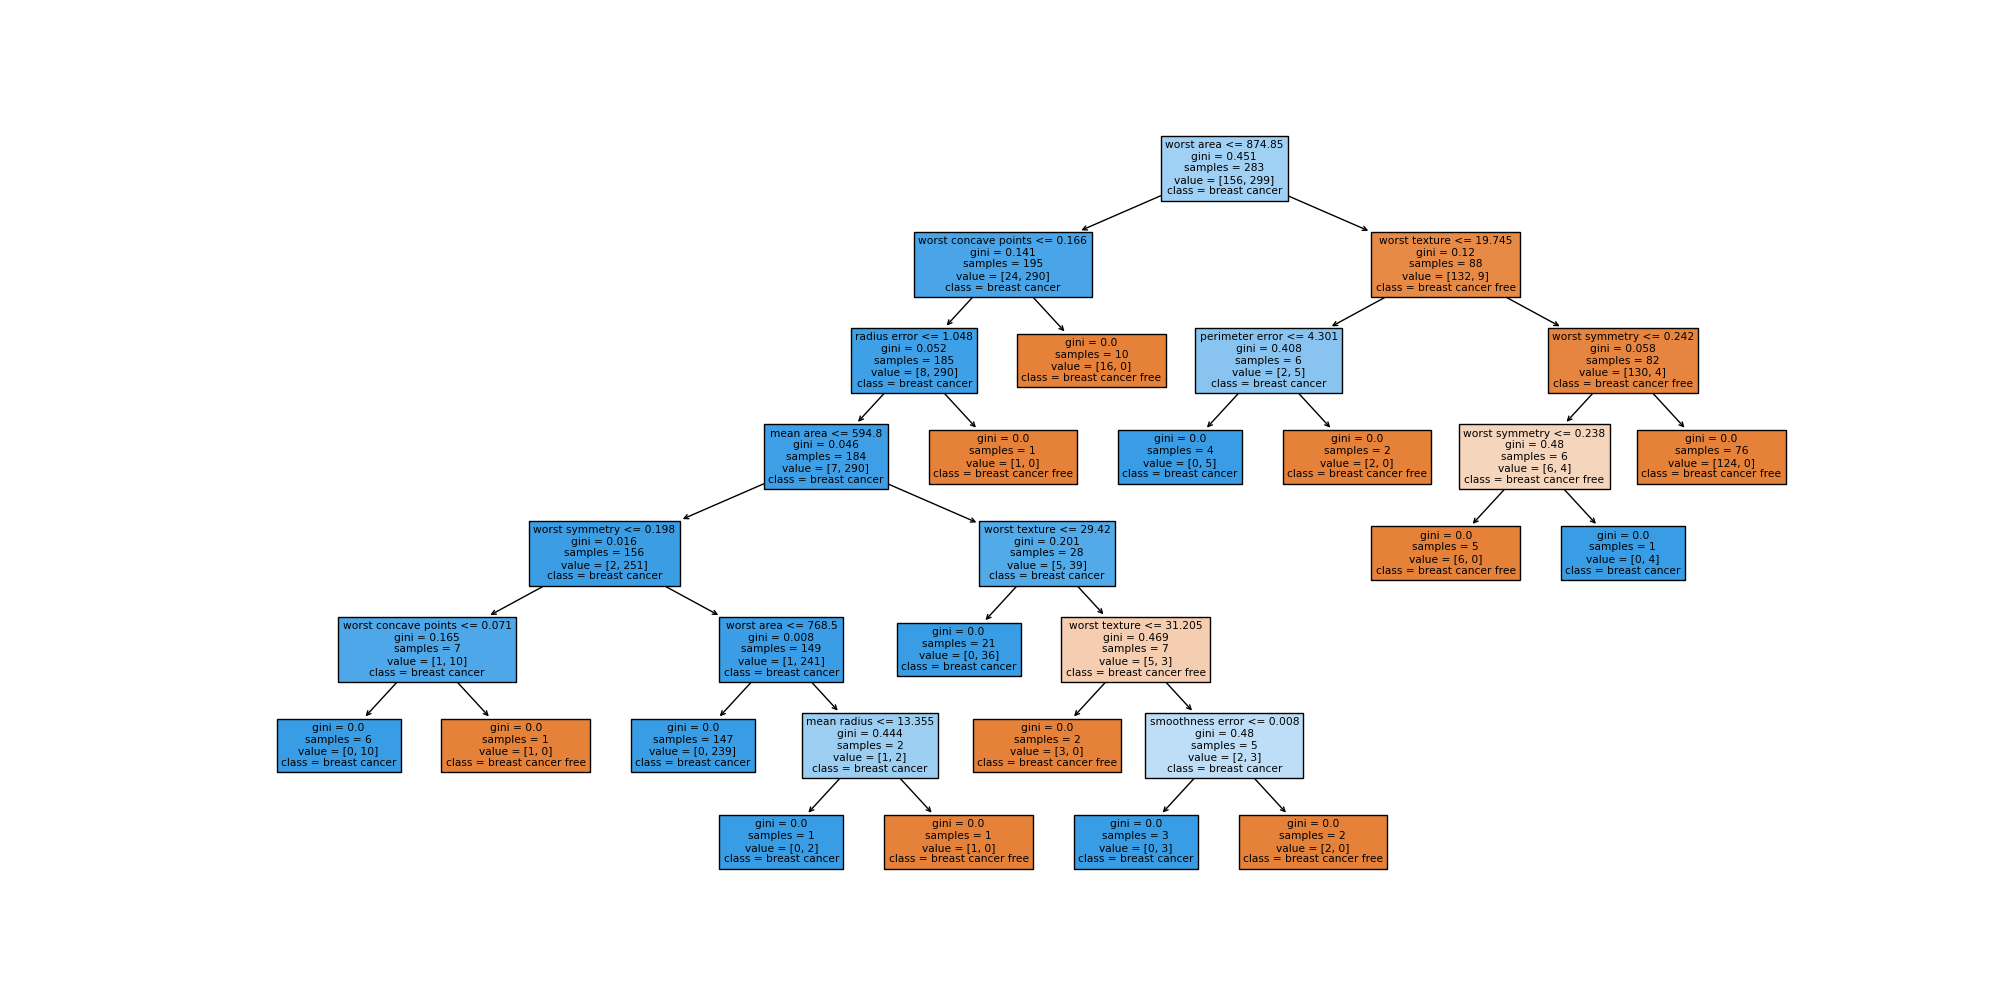 worst area <= 874.85
gini = 0.451
samples = 283
value = [156, 299]
class = breast cancer
worst concave points <= 0.166
gini = 0.141
samples = 195
value = [24, 290]
class = breast cancer
worst texture <= 19.745
gini = 0.12
samples = 88
value = [132, 9]
class = breast cancer free
radius error <= 1.048
gini = 0.052
samples = 185
value = [8, 290]
class = breast cancer
gini = 0.0
samples = 10
value = [16, 0]
class = breast cancer free
perimeter error <= 4.301
gini = 0.408
samples = 6
value = [2, 5]
class = breast cancer
worst symmetry <= 0.242
gini = 0.058
samples = 82
value = [130, 4]
class = breast cancer free
mean area <= 594.8
gini = 0.046
samples = 184
value = [7, 290]
class = breast cancer
gini = 0.0
samples = 1
value = [1, 0]
class = breast cancer free
gini = 0.0
samples = 4
value = [0, 5]
class = breast cancer
gini = 0.0
samples = 2
value = [2, 0]
class = breast cancer free
worst symmetry <= 0.238
gini = 0.48
samples = 6
value = [6, 4]
class = breast cancer free
gini = 0.0
samples = 76
value = [124, 0]
class = breast cancer free
worst symmetry <= 0.198
gini = 0.016
samples = 156
value = [2, 251]
class = breast cancer
worst texture <= 29.42
gini = 0.201
samples = 28
value = [5, 39]
class = breast cancer
gini = 0.0
samples = 5
value = [6, 0]
class = breast cancer free
gini = 0.0
samples = 1
value = [0, 4]
class = breast cancer
worst concave points <= 0.071
gini = 0.165
samples = 7
value = [1, 10]
class = breast cancer
worst area <= 768.5
gini = 0.008
samples = 149
value = [1, 241]
class = breast cancer
gini = 0.0
samples = 21
value = [0, 36]
class = breast cancer
worst texture <= 31.205
gini = 0.469
samples = 7
value = [5, 3]
class = breast cancer free
gini = 0.0
samples = 6
value = [0, 10]
class = breast cancer
gini = 0.0
samples = 1
value = [1, 0]
class = breast cancer free
gini = 0.0
samples = 147
value = [0, 239]
class = breast cancer
mean radius <= 13.355
gini = 0.444
samples = 2
value = [1, 2]
class = breast cancer
gini = 0.0
samples = 2
value = [3, 0]
class = breast cancer free
smoothness error <= 0.008
gini = 0.48
samples = 5
value = [2, 3]
class = breast cancer
gini = 0.0
samples = 1
value = [0, 2]
class = breast cancer
gini = 0.0
samples = 1
value = [1, 0]
class = breast cancer free
gini = 0.0
samples = 3
value = [0, 3]
class = breast cancer
gini = 0.0
samples = 2
value = [2, 0]
class = breast cancer free